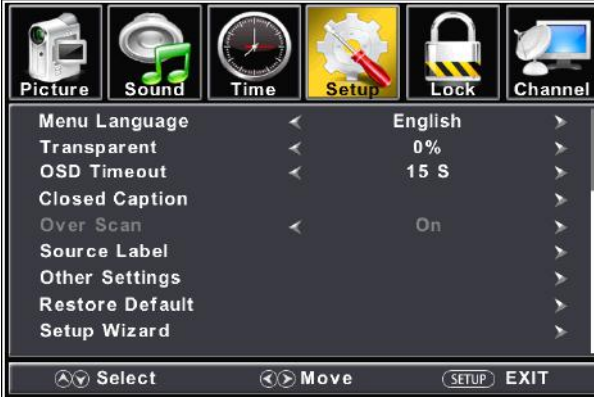 Picture Sound Time Setup Lock Channel
Menu Language English
Transparent 0%
OSD Timeout 15 S
Closed Caption
Over Scan On
Source Label
Other Settings
Restore Default
Setup Wizard
Select Move SETUP EXIT